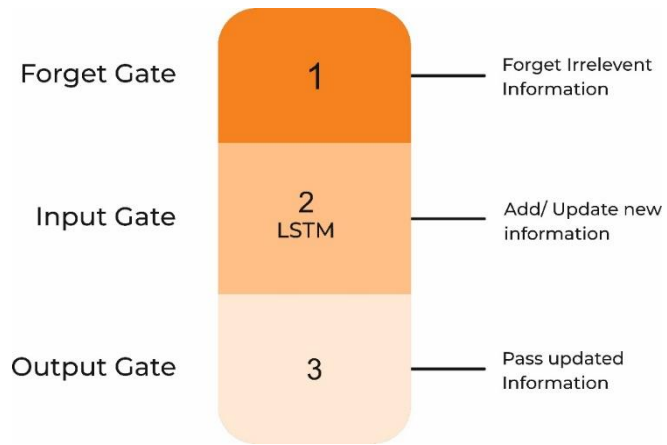 Forget Gate
1
Forget Irrelevent
Information
Input Gate
2
LSTM
Add/ Update new
information
Output Gate
3
Pass updated
Information